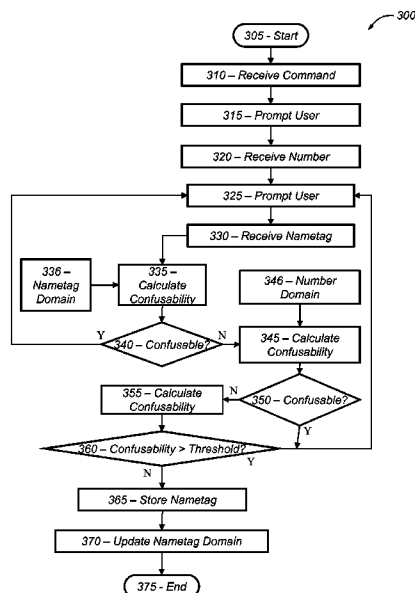 300
305 - Start
310 – Receive Command
315 – Prompt User
320 – Receive Number
325 – Prompt User
330 – Receive Nametag
336 –
Nametag
Domain
335 –
Calculate
Confusability
346 – Number
Domain
Y
340 – Confusable?
N
345 – Calculate
Confusability
355 – Calculate
Confusability
N
350 – Confusable?
Y
360 – Confusability > Threshold?
N
Y
365 – Store Nametag
370 – Update Nametag Domain
375 - End